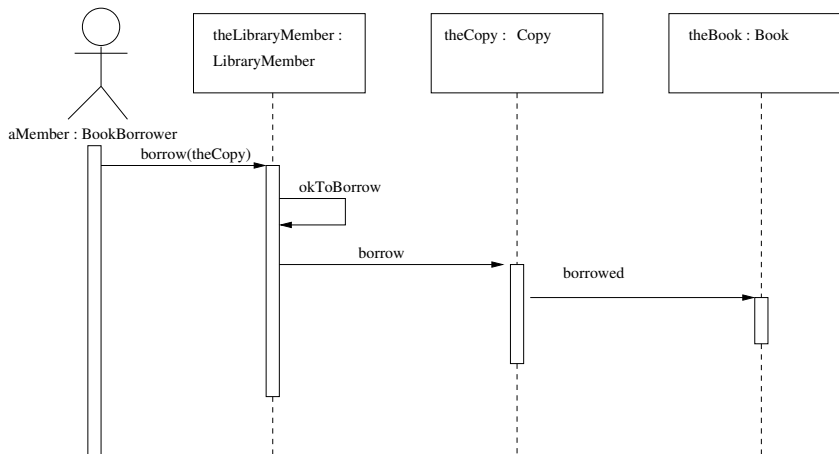 theLibraryMember :
LibraryMember
theCopy :  Copy
theBook : Book
aMember : BookBorrower
borrow(theCopy)
okToBorrow
borrow
borrowed